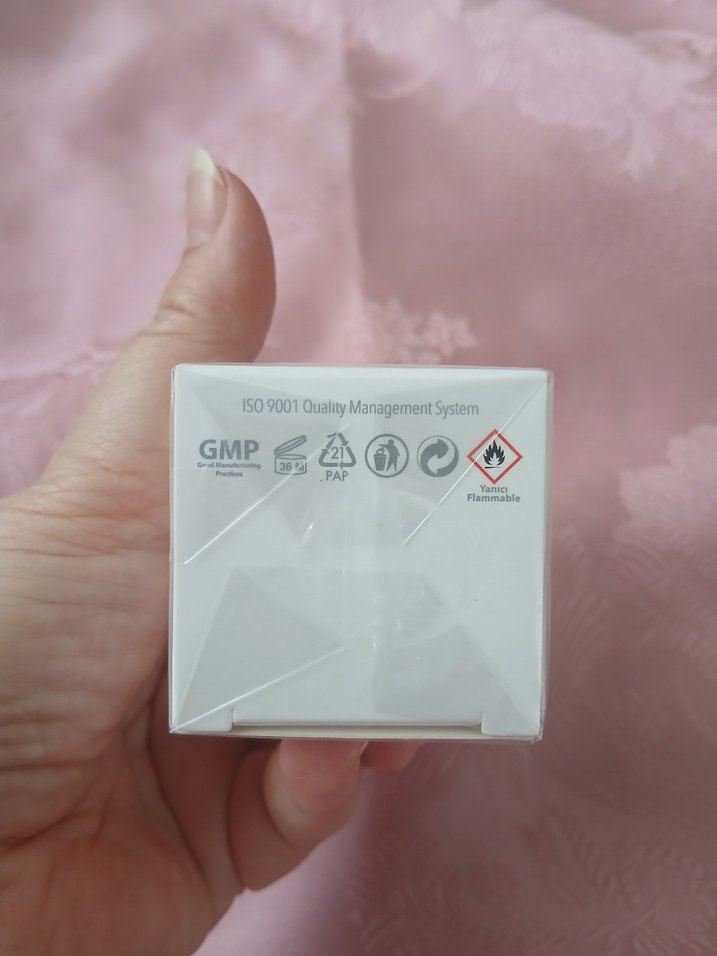 ISO 9001 Quality Management System
GMP
Good Manufacturing
Practices
36 M
21
PAP
Yanıcı
Flammable